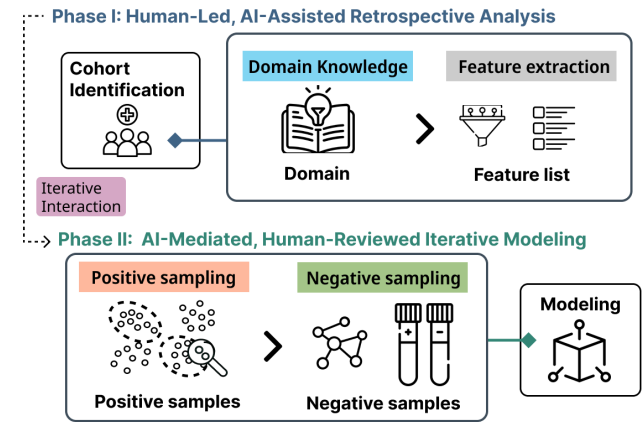 Phase I: Human-Led, AI-Assisted Retrospective Analysis
Cohort
Identification
Domain Knowledge
Feature extraction
Domain
Feature list
Iterative
Interaction
Phase II: AI-Mediated, Human-Reviewed Iterative Modeling
Positive sampling
Negative sampling
+ -
Positive samples
Negative samples
Modeling